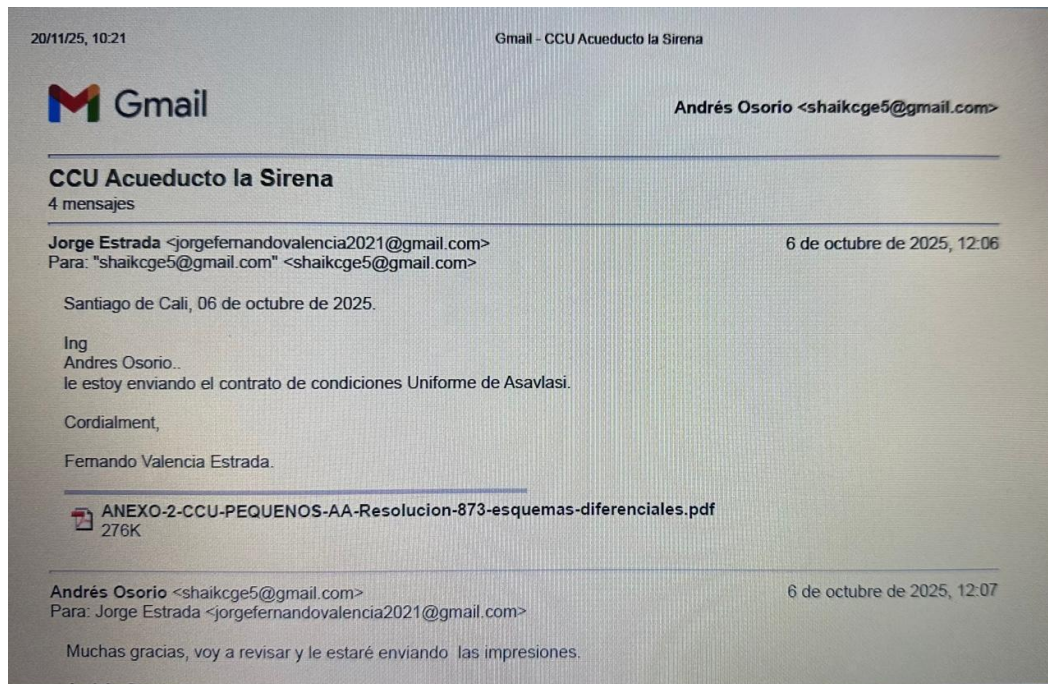 20/11/25, 10:21
Gmail - CCU Acueducto la Sirena
Gmail
Andrés Osorio <shaikcge5@gmail.com>
CCU Acueducto la Sirena
4 mensajes
Jorge Estrada <jorgefernandovalencia2021@gmail.com>
6 de octubre de 2025, 12:06
Para: "shaikcge5@gmail.com" <shaikcge5@gmail.com>
Santiago de Cali, 06 de octubre de 2025.
Ing
Andres Osorio..
le estoy enviando el contrato de condiciones Uniforme de Asavlasi.
Cordialment,
Fernando Valencia Estrada.
ANEXO-2-CCU-PEQUENOS-AA-Resolucion-873-esquemas-diferenciales.pdf
276K
Andrés Osorio <shaikcge5@gmail.com>
6 de octubre de 2025, 12:07
Para: Jorge Estrada <jorgefernandovalencia2021@gmail.com>
Muchas gracias, voy a revisar y le estaré enviando las impresiones.